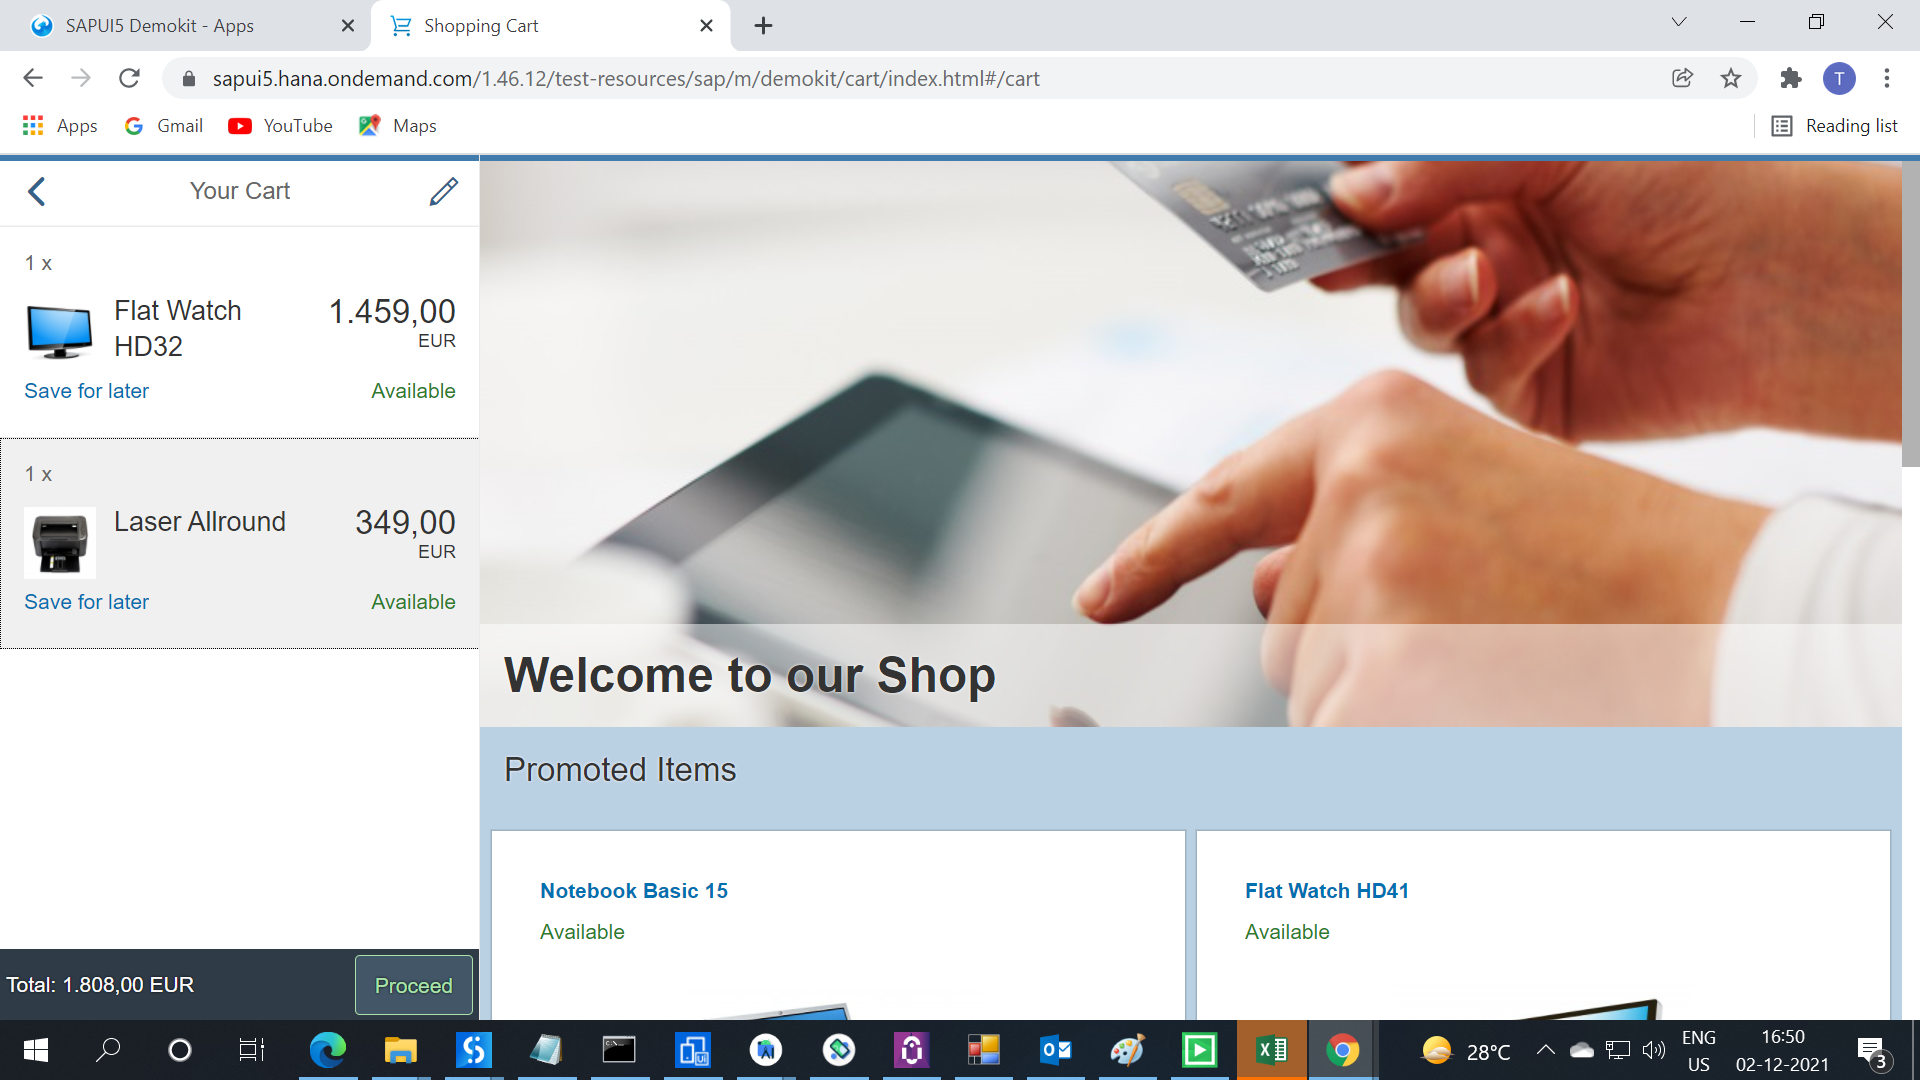 SAPUI5 Demokit - Apps
Shopping Cart
sapui5.hana.ondemand.com/1.46.12/test-resources/sap/m/demokit/cart/index.html#/cart
T
Apps
Gmail
YouTube
Maps
Reading list
Your Cart
1 x
Flat Watch HD32
1.459,00
EUR
Save for later
Available
1 x
Laser Allround
349,00
EUR
Save for later
Available
Total: 1.808,00 EUR
Proceed
Welcome to our Shop
Promoted Items
Notebook Basic 15
Available
Flat Watch HD41
Available
28°C
ENG
US
16:50
02-12-2021
3